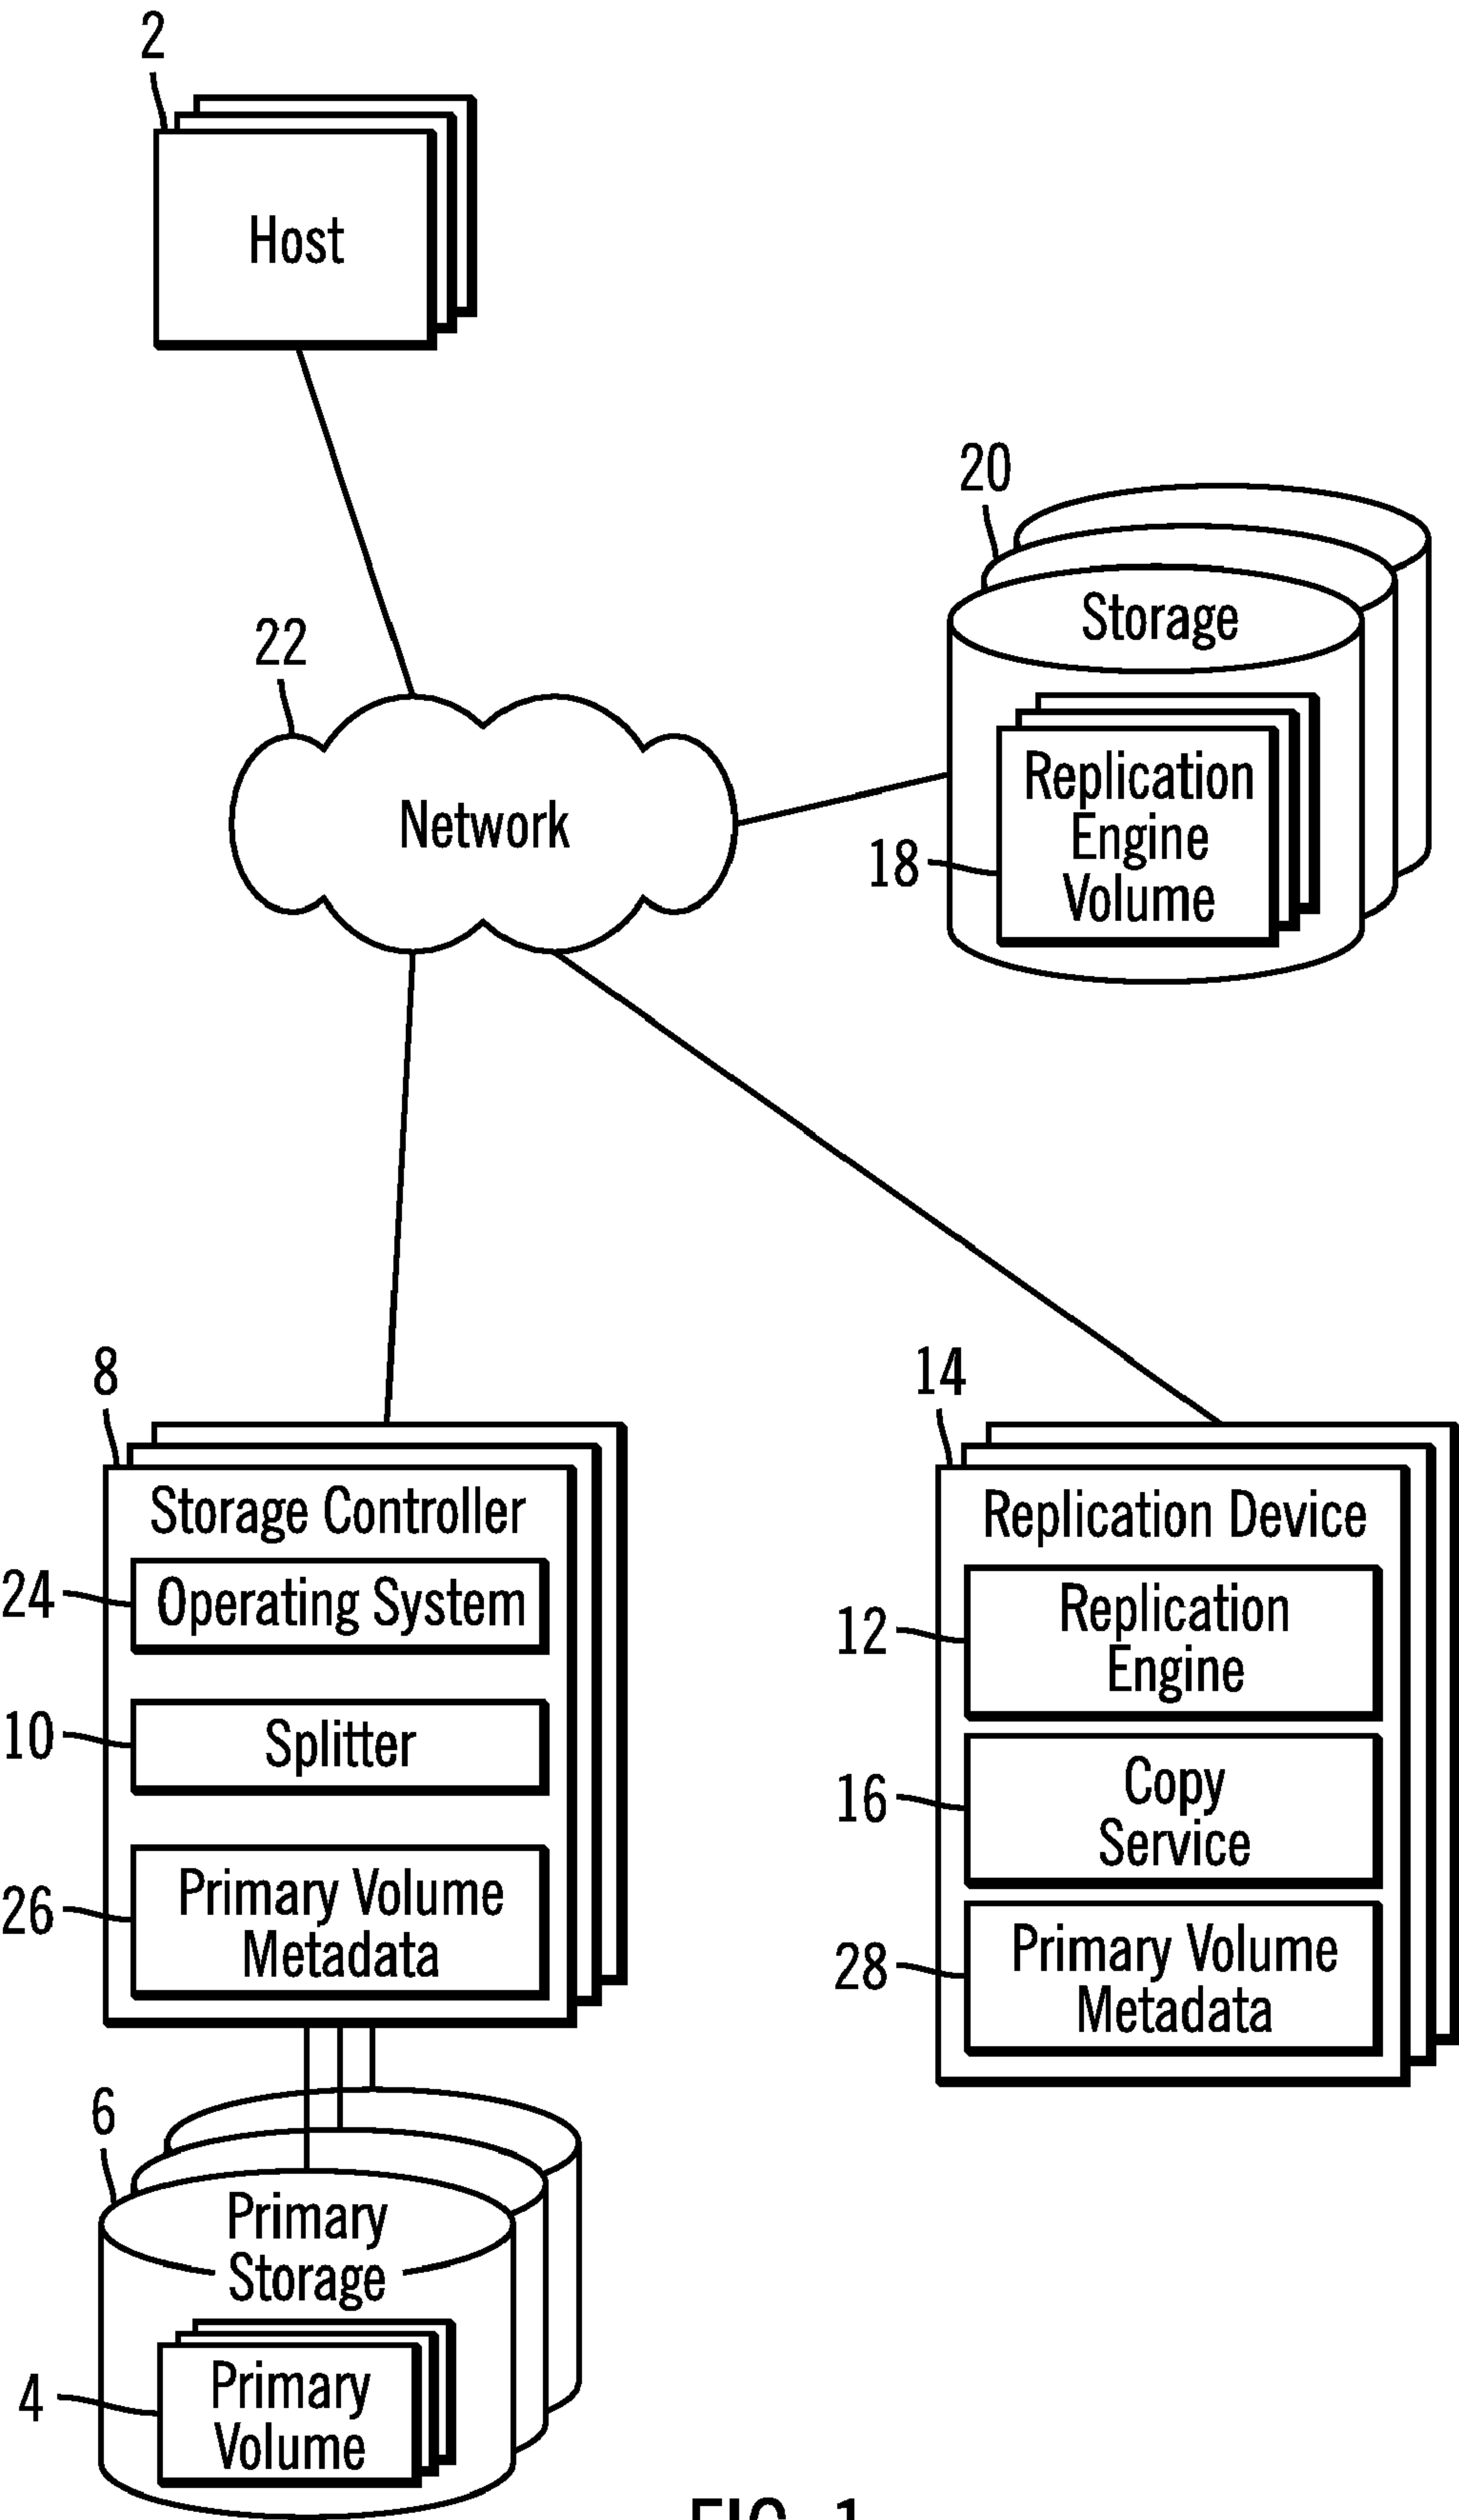 2
Host
20
Storage
22
Network
Replication
Engine
Volume
18
8
Storage Controller
24
Operating System
10
Splitter
26
Primary Volume
Metadata
14
Replication Device
12
Replication
Engine
16
Copy
Service
28
Primary Volume
Metadata
6
Primary
Storage
4
Primary
Volume
FIG. 1